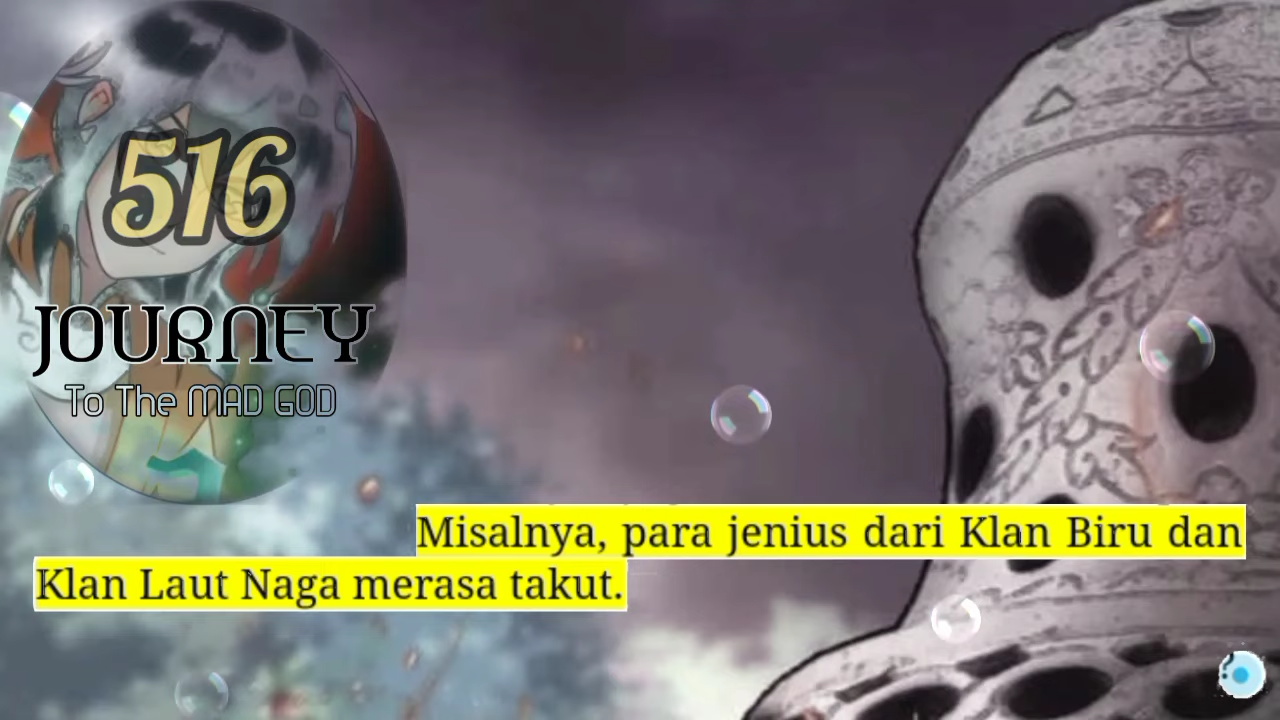 516
JOURNEY
To The MAD GOD
Misalnya, para jenius dari Klan Biru dan
Klan Laut Naga merasa takut.